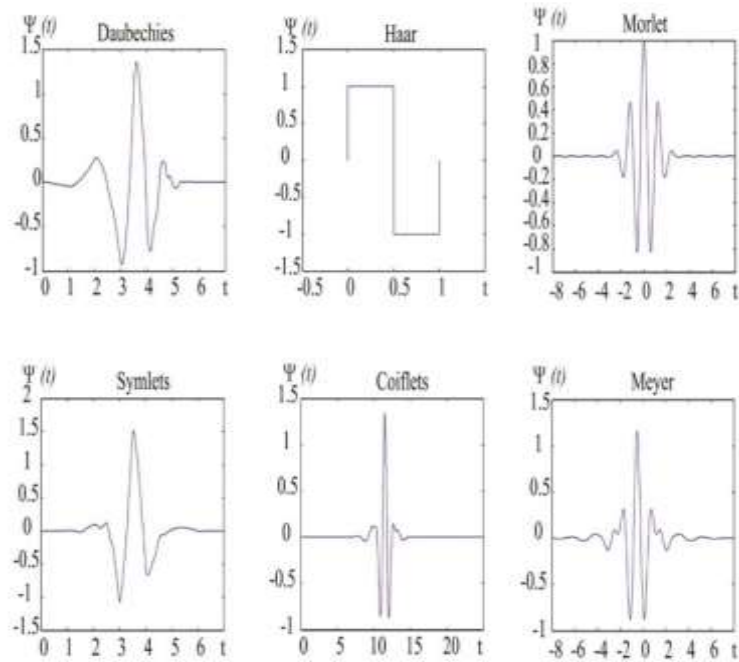 Ψ (t)
Daubechies
1.5
1
0.5
0
-0.5
-1
0 1 2 3 4 5 6 t
Ψ (t)
Haar
1.5
1
0.5
0
-0.5
-1
-1.5
-0.5 0 0.5 1 t
Ψ (t)
Morlet
1
0.8
0.6
0.4
0.2
0
-0.2
-0.4
-0.6
-0.8
-1
-8 -6 -4 -2 0 2 4 6 t
Ψ (t)
Symlets
2
1.5
1
0.5
0
-0.5
-1
-1.5
0 1 2 3 4 5 6 t
Ψ (t)
Coiflets
1.5
1
0.5
0
-0.5
-1
0 5 10 15 20 t
Ψ (t)
Meyer
1.5
1
0.5
0
-0.5
-1
-8 -6 -4 -2 0 2 4 6 t